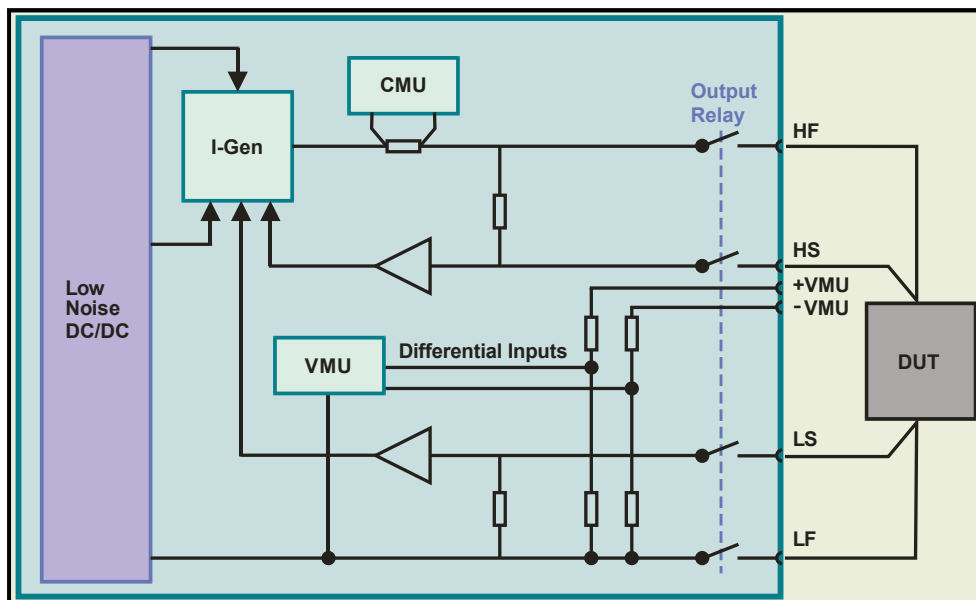 CMU
Output
Relay
HF
I-Gen
HS
+VMU
-VMU
Low
Noise
DC/DC
Differential Inputs
VMU
DUT
LS
LF